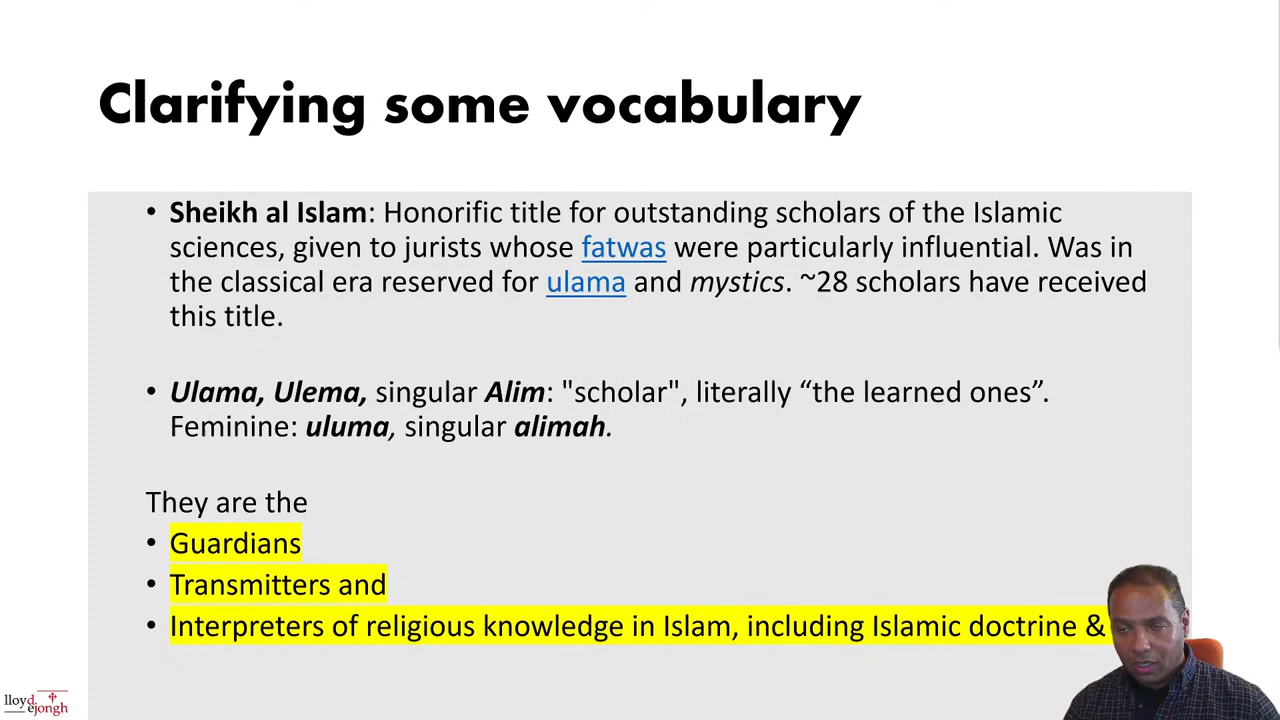 Clarifying some vocabulary
• Sheikh al Islam: Honorific title for outstanding scholars of the Islamic
sciences, given to jurists whose fatwas were particularly influential. Was in
the classical era reserved for ulama and mystics. ~28 scholars have received
this title.
• Ulama, Ulema, singular Alim: "scholar", literally “the learned ones”.
Feminine: uluma, singular alimah.
They are the
• Guardians
• Transmitters and
• Interpreters of religious knowledge in Islam, including Islamic doctrine &
lloyd
dejongh